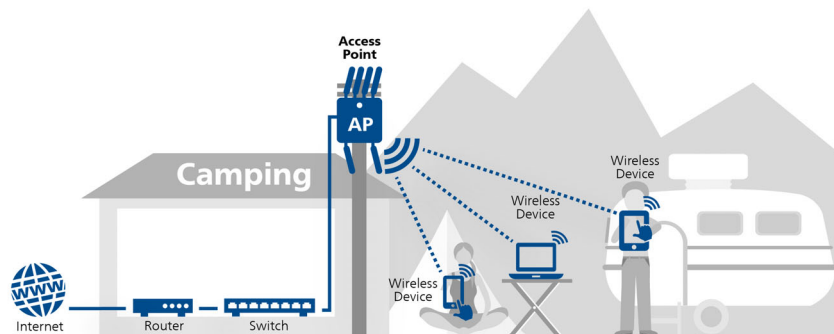 Access
Point
AP
Camping
Wireless
Device
Wireless
Device
Wireless
Device
WWW
Internet
Router
Switch